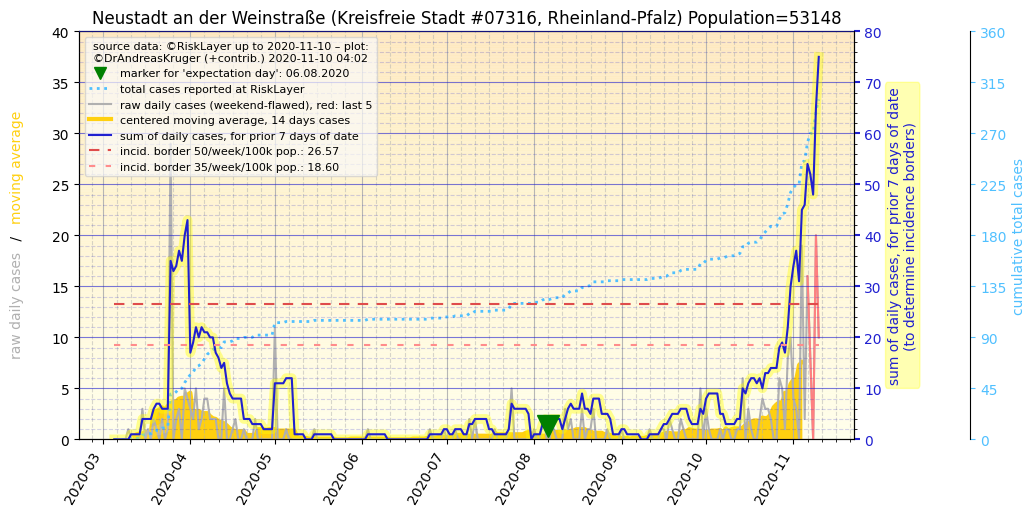 Neustadt an der Weinstraße (Kreisfreie Stadt #07316, Rheinland-Pfalz) Population=53148
source data: ©RiskLayer up to 2020-11-10 – plot:
©DrAndreasKruger (+contrib.) 2020-11-10 04:02
marker for 'expectation day': 06.08.2020
total cases reported at RiskLayer
raw daily cases (weekend-flawed), red: last 5
centered moving average, 14 days cases
sum of daily cases, for prior 7 days of date
incid. border 50/week/100k pop.: 26.57
incid. border 35/week/100k pop.: 18.60
raw daily cases / moving average
40
35
30
25
20
15
10
5
0
80
70
60
50
40
30
20
10
0
sum of daily cases, for prior 7 days of date
(to determine incidence borders)
360
315
270
225
180
135
90
45
0
cumulative total cases
2020-03
2020-04
2020-05
2020-06
2020-07
2020-08
2020-09
2020-10
2020-11